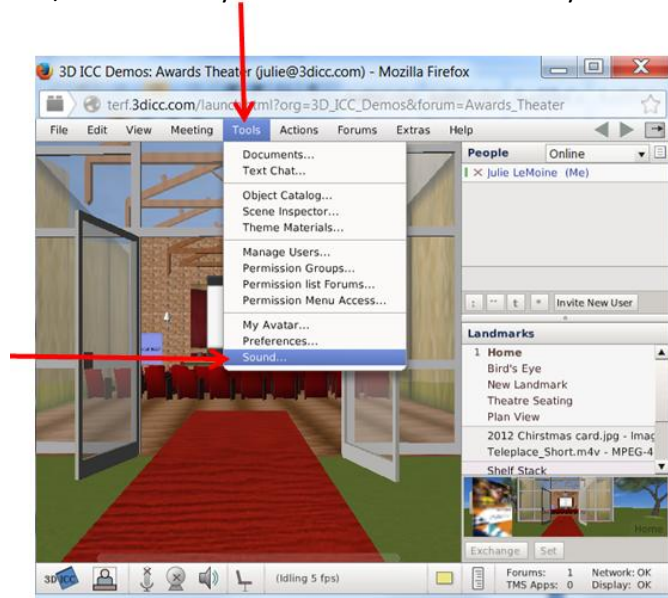 3D ICC Demos: Awards Theater (julie@3dicc.com) - Mozilla Firefox
terf.3dicc.com/launch.html?org=3D_ICC_Demos&forum=Awards_Theater
File Edit View Meeting Tools Actions Forums Extras Help
Documents...
Text Chat...
Object Catalog...
Scene Inspector...
Theme Materials...
Manage Users...
Permission Groups...
Permission list Forums...
Permission Menu Access...
My Avatar...
Preferences...
Sound...
People Online
Julie LeMoine (Me)
: t * Invite New User
Landmarks
1 Home
Bird's Eye
New Landmark
Theatre Seating
Plan View
2012 Chirstmas card.jpg - Imag
Teleplace_Short.m4v - MPEG-4
Shelf Stack
Home
Exchange Set
3D ICC (Idling 5 fps)
Forums: 1 Network: OK
TMS Apps: 0 Display: OK